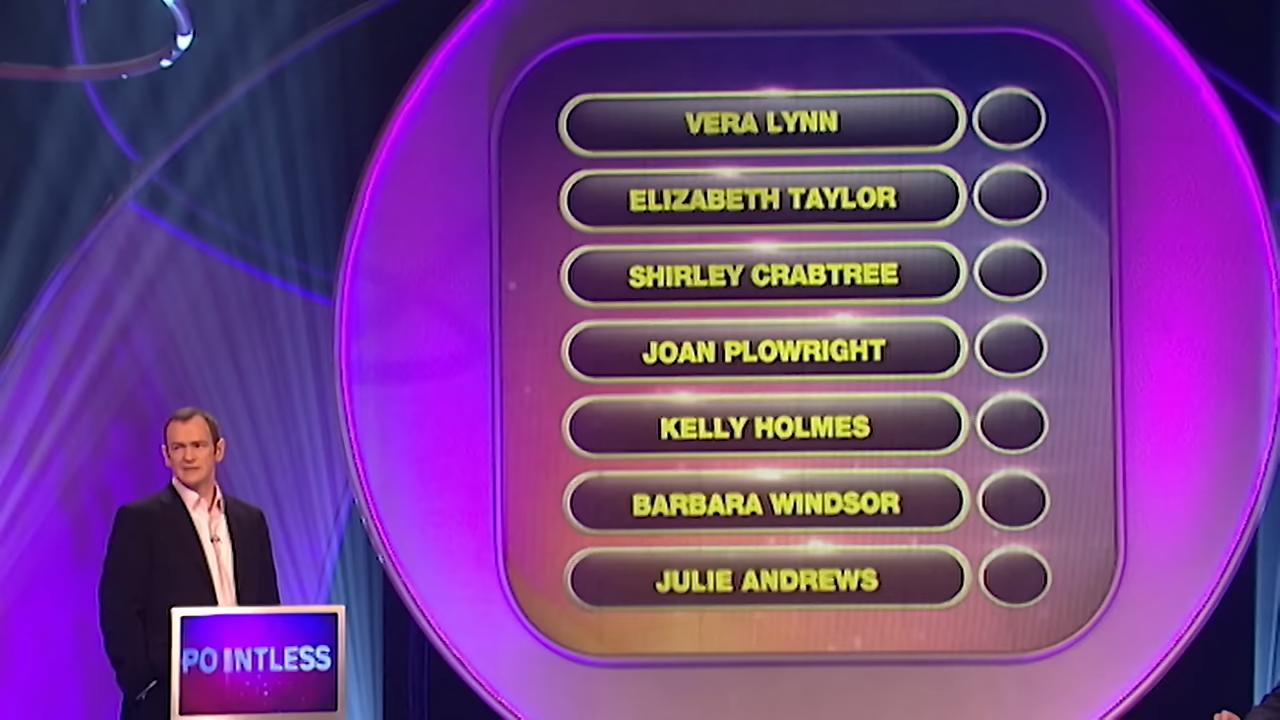 VERA LYNN
ELIZABETH TAYLOR
SHIRLEY CRABTREE
JOAN PLOWRIGHT
KELLY HOLMES
BARBARA WINDSOR
JULIE ANDREWS
POINTLESS